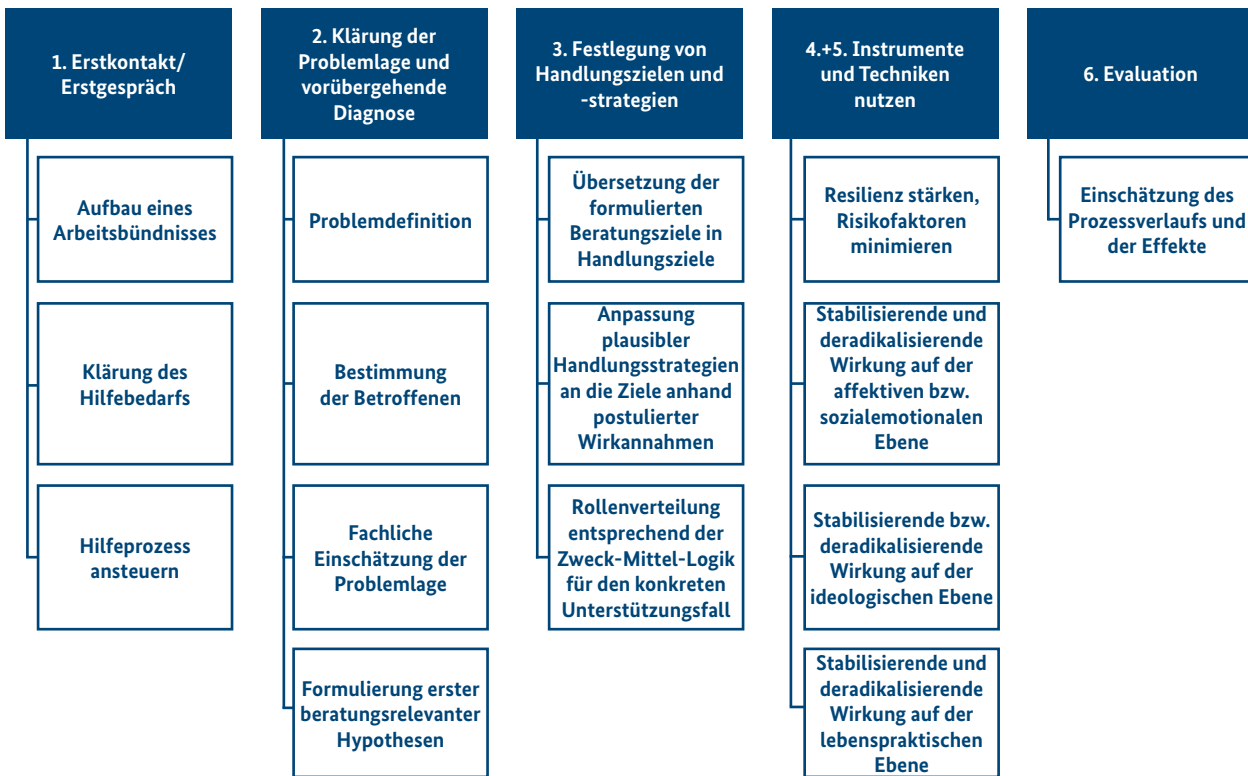 1. Erstkontakt/
Erstgespräch
Aufbau eines
Arbeitsbündnisses
Klärung des
Hilfebedarfs
Hilfeprozess
ansteuern
2. Klärung der
Problemlage und
vorübergehende
Diagnose
Problemdefinition
Bestimmung
der Betroffenen
Fachliche
Einschätzung der
Problemlage
Formulierung erster
beratungsrelevanter
Hypothesen
3. Festlegung von
Handlungszielen und
-strategien
Übersetzung der
formulierten
Beratungsziele in
Handlungsziele
Anpassung
plausibler
Handlungsstrategien
an die Ziele anhand
postulierter
Wirkannahmen
Rollenverteilung
entsprechend der
Zweck-Mittel-Logik
für den konkreten
Unterstützungsfall
4.+5. Instrumente
und Techniken
nutzen
Resilienz stärken,
Risikofaktoren
minimieren
Stabilisierende und
deradikalisierende
Wirkung auf der
affektiven bzw.
sozialemotionalen
Ebene
Stabilisierende bzw.
deradikalisierende
Wirkung auf der
ideologischen Ebene
Stabilisierende und
deradikalisierende
Wirkung auf der
lebenspraktischen
Ebene
6. Evaluation
Einschätzung des
Prozessverlaufs und
der Effekte